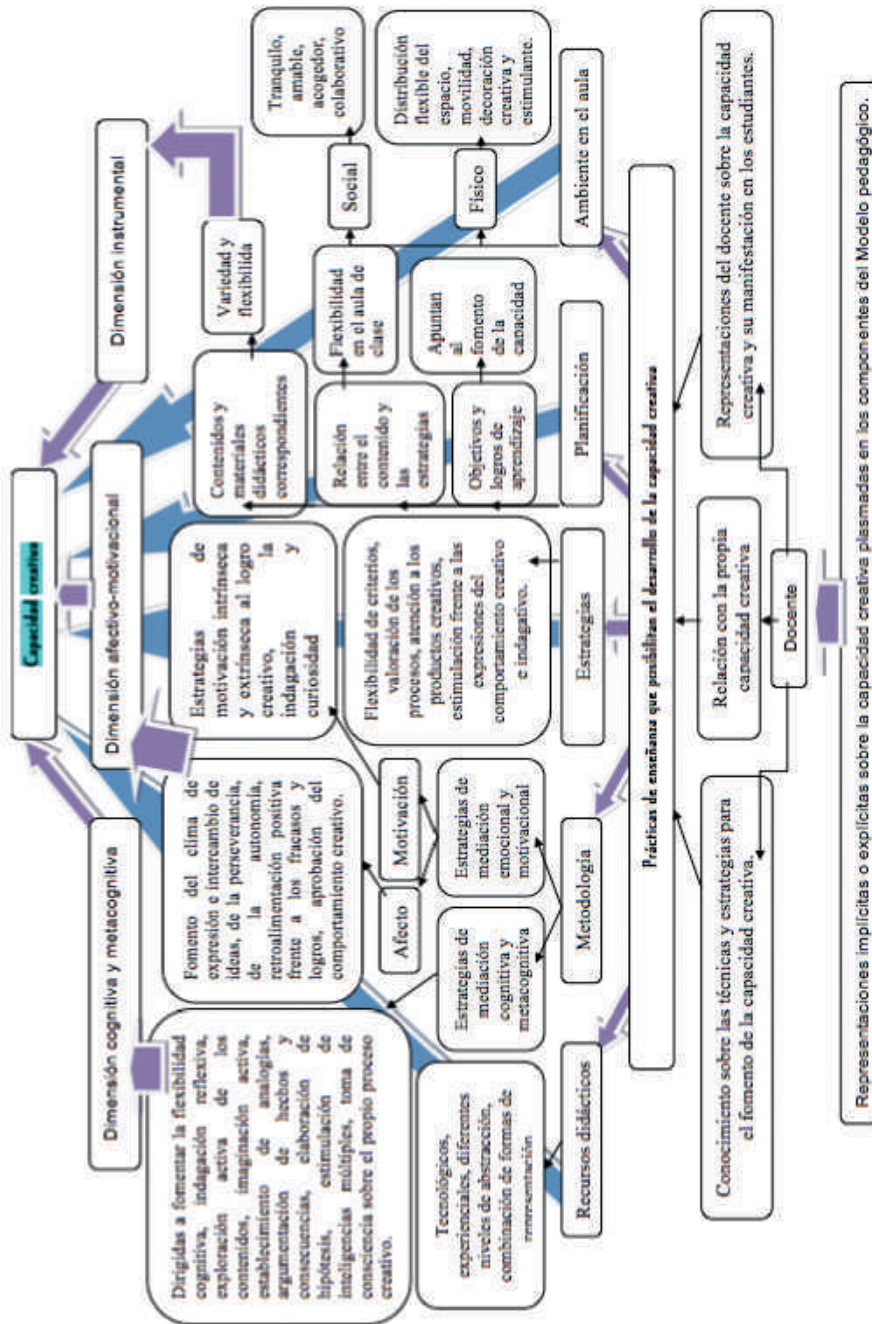 Capacidad creativa
Dimensión cognitiva y metacognitiva
Dimensión afectivo-motivacional
Dimensión instrumental
Dirigidas a fomentar la flexibilidad
cognitiva, indagación reflexiva,
exploración activa de los
contenidos, imaginación activa,
establecimiento de analogías,
argumentación de hechos y
consecuencias, elaboración de
hipótesis, estimulación de
inteligencias múltiples, toma de
consciencia sobre el propio proceso
creativo.
Fomento del clima de
expresión e intercambio de
ideas, de la perseverancia,
de la autonomía,
retroalimentación positiva
frente a los fracasos y
logros, aprobación del
comportamiento creativo.
Estrategias de
motivación intrínseca
y extrínseca al logro
creativo, la
indagación y
curiosidad
Contenidos y
materiales
didácticos
correspondientes
Variedad y
flexibilida
Tranquilo,
amable,
acogedor,
colaborativo
Afecto
Motivación
Relación
entre el
contenido y
las
estrategias
Flexibilidad
en el aula de
clase
Social
Tecnológicos,
experienciales, diferentes
niveles de abstracción,
combinación de formas de
representación.
Estrategias de
mediación
cognitiva y
metacognitiva
Estrategias de
mediación
emocional y
motivacional
Flexibilidad de criterios,
valoración de los
procesos, atención a los
productos creativos,
estimulación frente a las
expresiones del
comportamiento creativo
e indagativo.
Objetivos y
logros de
aprendizaje
Apuntan
al
fomento
de la
capacidad
Físico
Distribución
flexible del
espacio,
movilidad,
decoración
creativa y
estimulante.
Recursos didácticos
Metodología
Estrategias
Planificación
Ambiente en el aula
Prácticas de enseñanza que posibilitan el desarrollo de la capacidad creativa
Conocimiento sobre las técnicas y estrategias para
el fomento de la capacidad creativa.
Relación con la propia
capacidad creativa
Representaciones del docente sobre la capacidad
creativa y su manifestación en los estudiantes.
Docente
Representaciones implícitas o explícitas sobre la capacidad creativa plasmadas en los componentes del Modelo pedagógico.